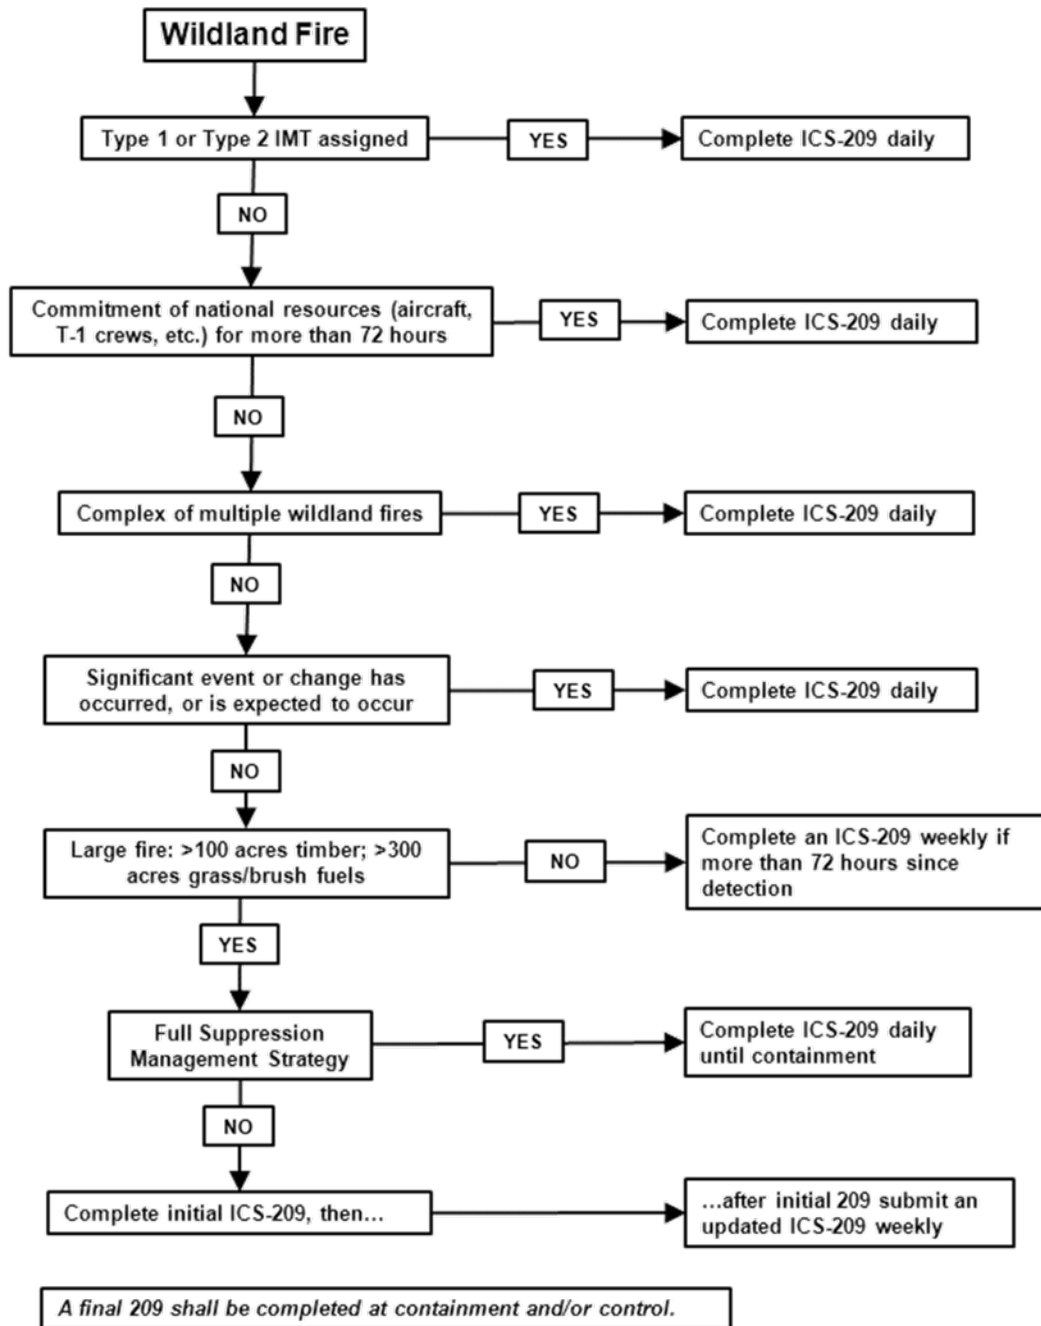 Wildland Fire
Type 1 or Type 2 IMT assigned
YES
Complete ICS-209 daily
NO
Commitment of national resources (aircraft,
T-1 crews, etc.) for more than 72 hours
YES
Complete ICS-209 daily
NO
Complex of multiple wildland fires
YES
Complete ICS-209 daily
NO
Significant event or change has
occurred, or is expected to occur
YES
Complete ICS-209 daily
NO
Large fire: >100 acres timber; >300
acres grass/brush fuels
NO
Complete an ICS-209 weekly if
more than 72 hours since
detection
YES
Full Suppression
Management Strategy
YES
Complete ICS-209 daily
until containment
NO
Complete initial ICS-209, then...
...after initial 209 submit an
updated ICS-209 weekly
A final 209 shall be completed at containment and/or control.